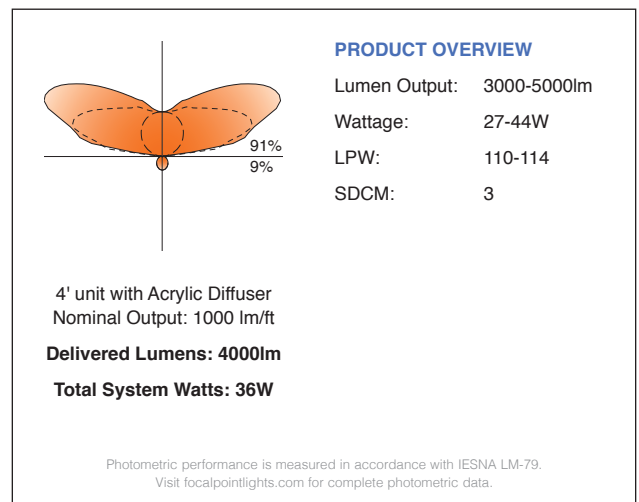 91%
9%
4' unit with Acrylic Diffuser
Nominal Output: 1000 lm/ft
Delivered Lumens: 4000lm
Total System Watts: 36W
PRODUCT OVERVIEW
Lumen Output: 3000-5000lm
Wattage: 27-44W
LPW: 110-114
SDCM: 3
Photometric performance is measured in accordance with IESNA LM-79.
Visit focalpointlights.com for complete photometric data.